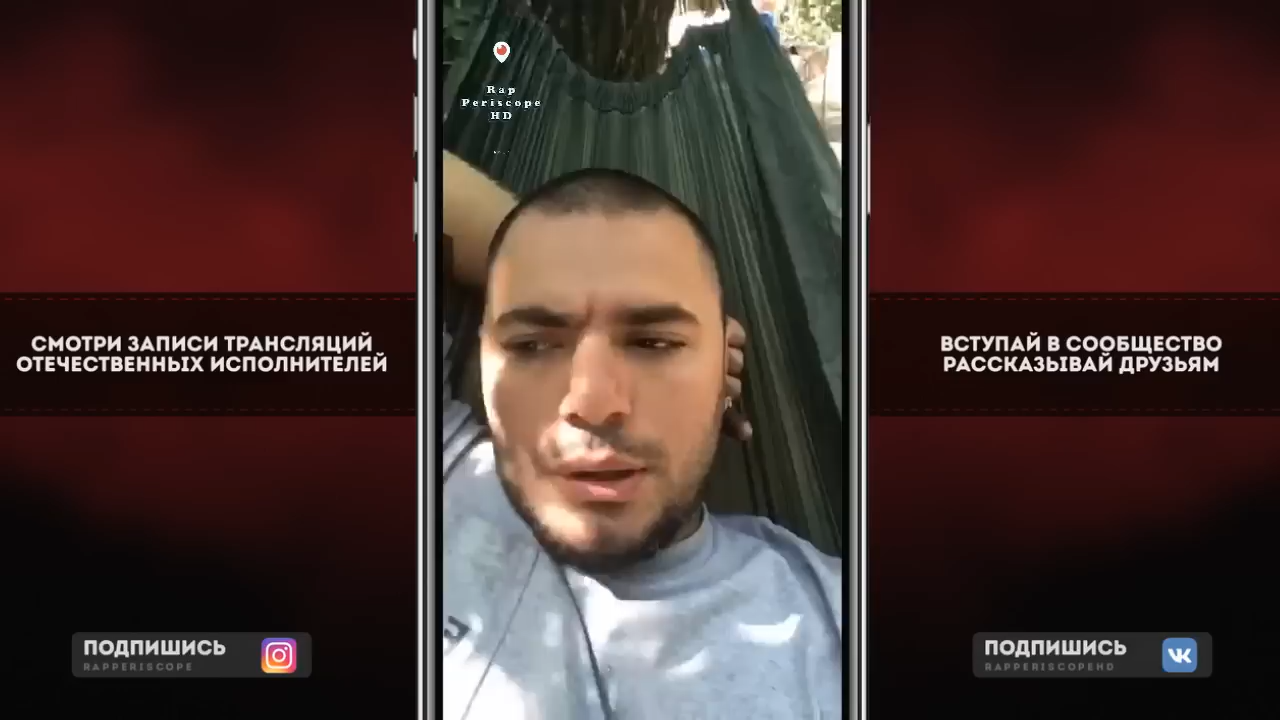 Rap
Periscope
HD
СМОТРИ ЗАПИСИ ТРАНСЛЯЦИЙ
ОТЕЧЕСТВЕННЫХ ИСПОЛНИТЕЛЕЙ
ВСТУПАЙ В СООБЩЕСТВО
РАССКАЗЫВАЙ ДРУЗЬЯМ
ПОДПИШИСЬ
RAPPERISCOPE
ПОДПИШИСЬ
RAPPERISCOPEHD